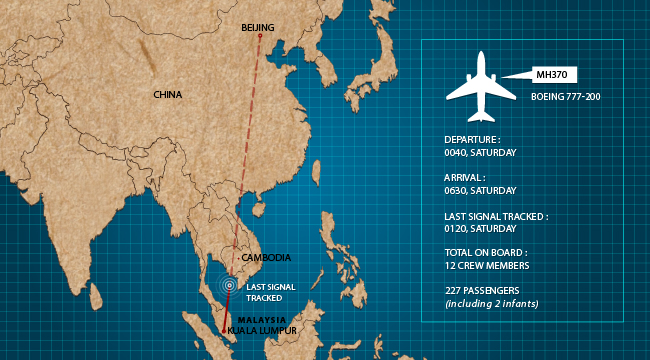 BEIJING
CHINA
CAMBODIA
LAST SIGNAL
TRACKED
MALAYSIA
KUALA LUMPUR
MH370
BOEING 777-200
DEPARTURE :
0040, SATURDAY
ARRIVAL :
0630, SATURDAY
LAST SIGNAL TRACKED :
0120, SATURDAY
TOTAL ON BOARD :
12 CREW MEMBERS
227 PASSENGERS
(including 2 infants)